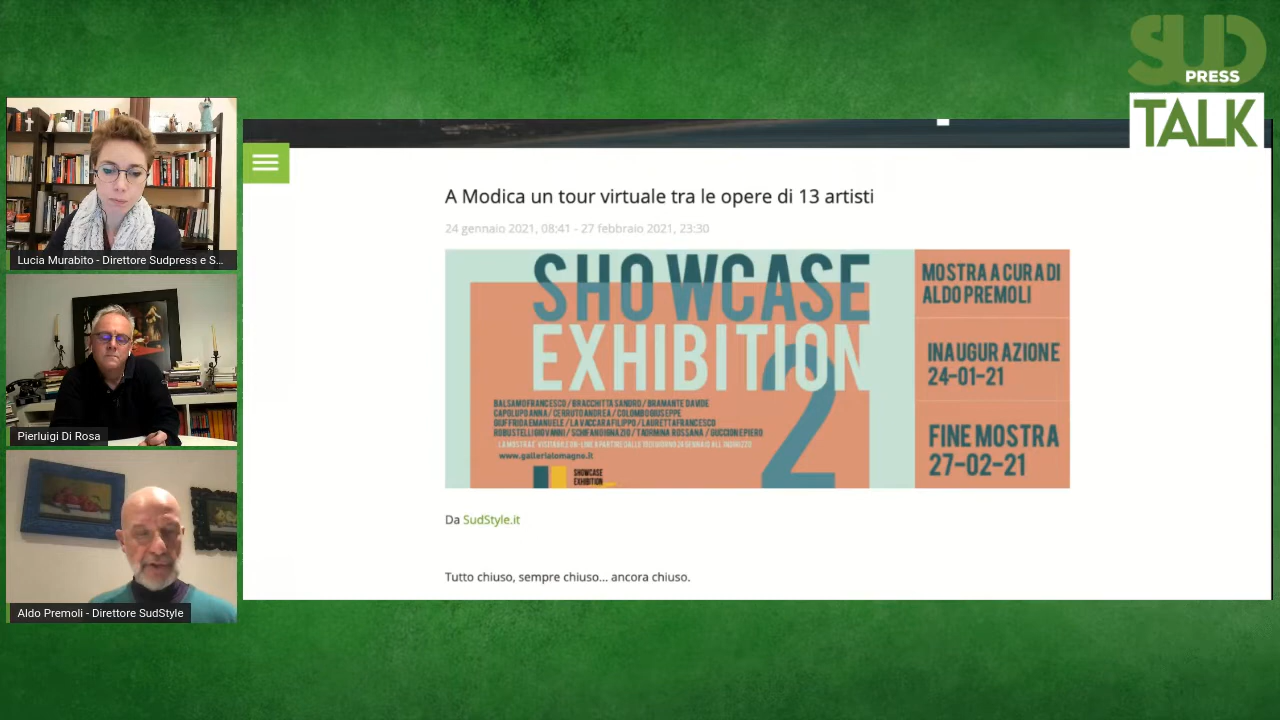 SUD
PRESS
TALK
Lucia Murabito - Direttore Sudpress e S...
Pierluigi Di Rosa
Aldo Premoli - Direttore SudStyle
A Modica un tour virtuale tra le opere di 13 artisti
24 gennaio 2021, 08:41 - 27 febbraio 2021, 23:30
SHOWCASE
EXHIBITION
2
BALSAMO FRANCESCO / BRACCHITTA SANDRO / BRAMANTE DAVIDE
CAPOLUPO ANNA / CERRUTO ANDREA / COLOMBO GIUSEPPE
GIUFFRIDA EMANUELE / LA VACCARA FILIPPO / LAURETTA FRANCESCO
ROBUSTELLI GIOVANNI / SCHIFANO IGNAZIO / TAORMINA ROSSANA / GUCCIONE PIERO
www.gallerialomagno.it
SHOWCASE
EXHIBITION
MOSTRA A CURA DI
ALDO PREMOLI
INAUGURAZIONE
24-01-21
FINE MOSTRA
27-02-21
Da SudStyle.it
Tutto chiuso, sempre chiuso... ancora chiuso.